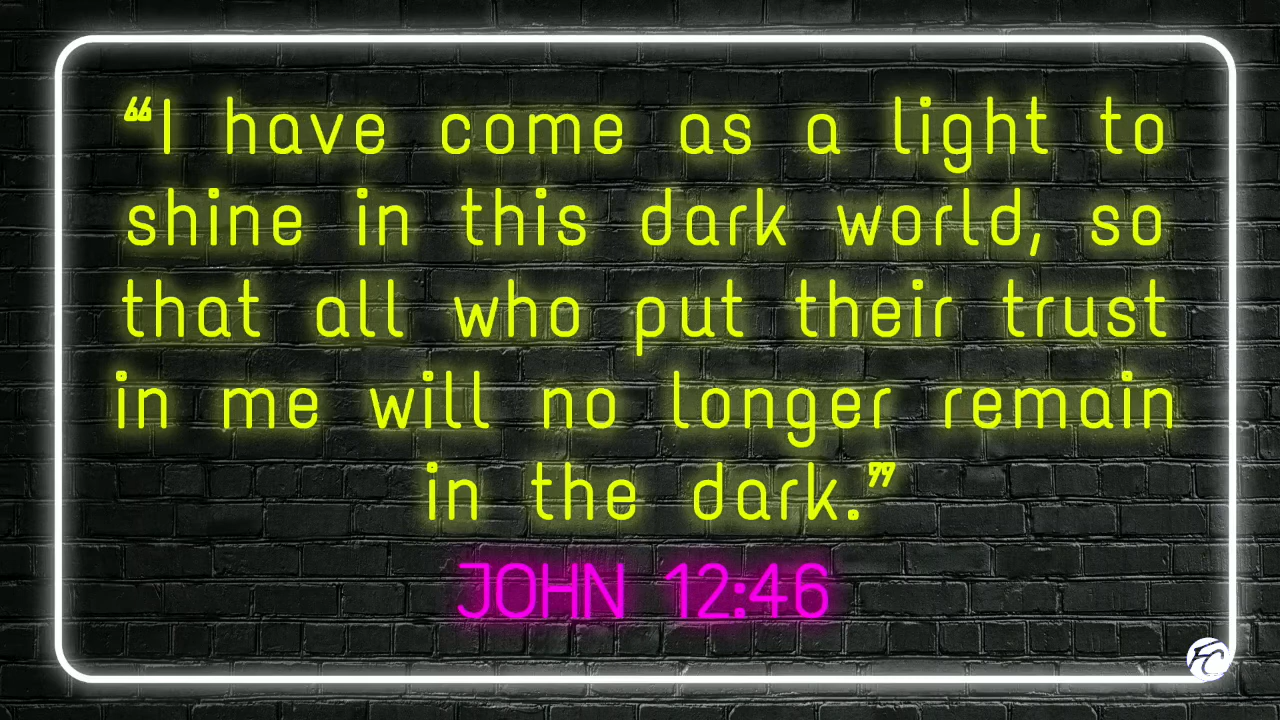 “I have come as a light to
shine in this dark world, so
that all who put their trust
in me will no longer remain
in the dark.”
JOHN 12:46
FC